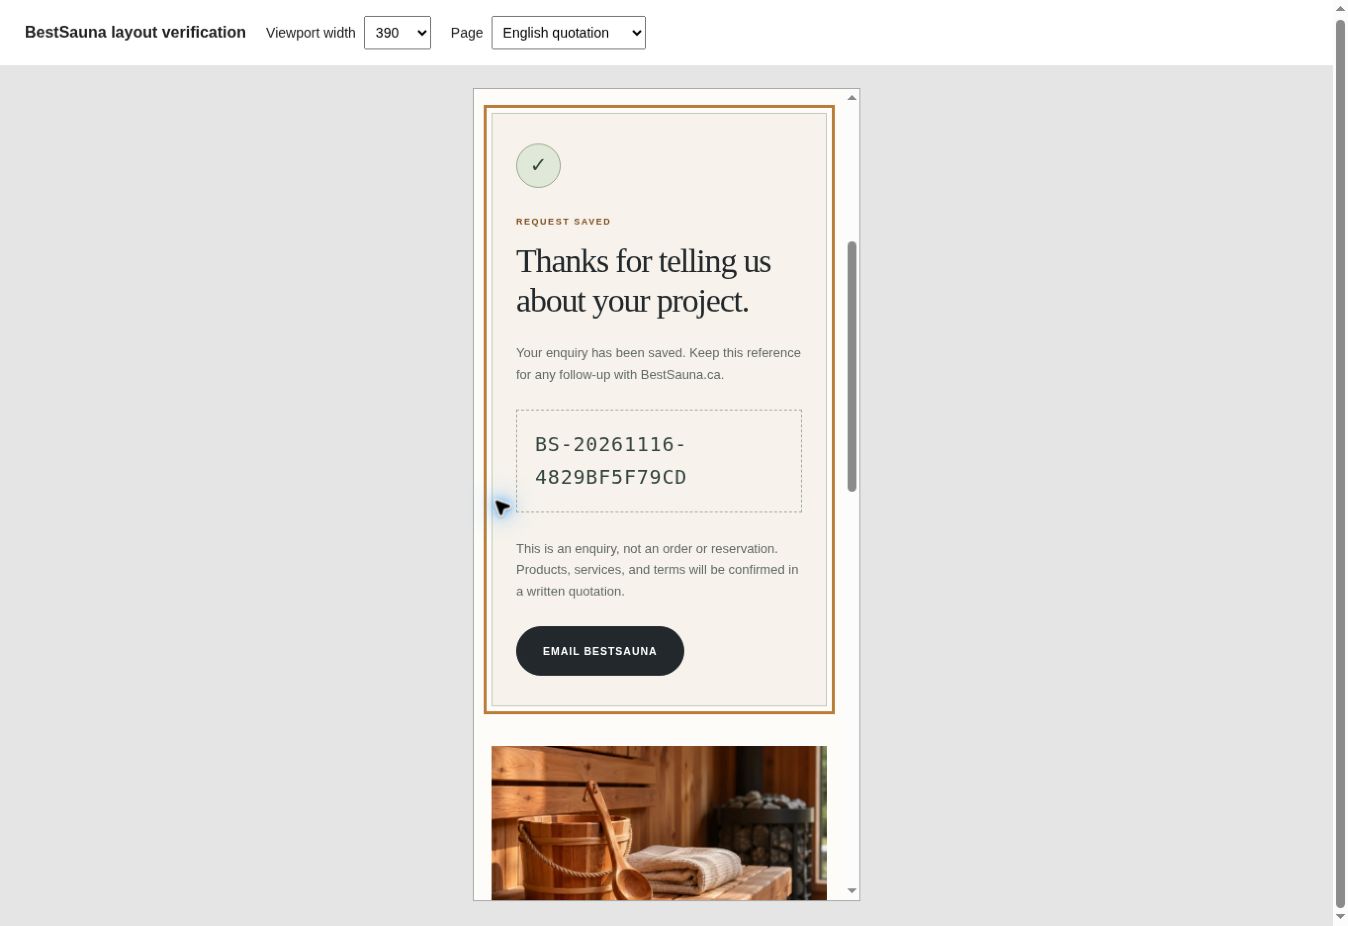 BestSauna layout verification Viewport width 390 Page English quotation
✓
REQUEST SAVED
Thanks for telling us
about your project.
Your enquiry has been saved. Keep this reference
for any follow-up with BestSauna.ca.
BS-20261116-
4829BF5F79CD
This is an enquiry, not an order or reservation.
Products, services, and terms will be confirmed in
a written quotation.
EMAIL BESTSAUNA